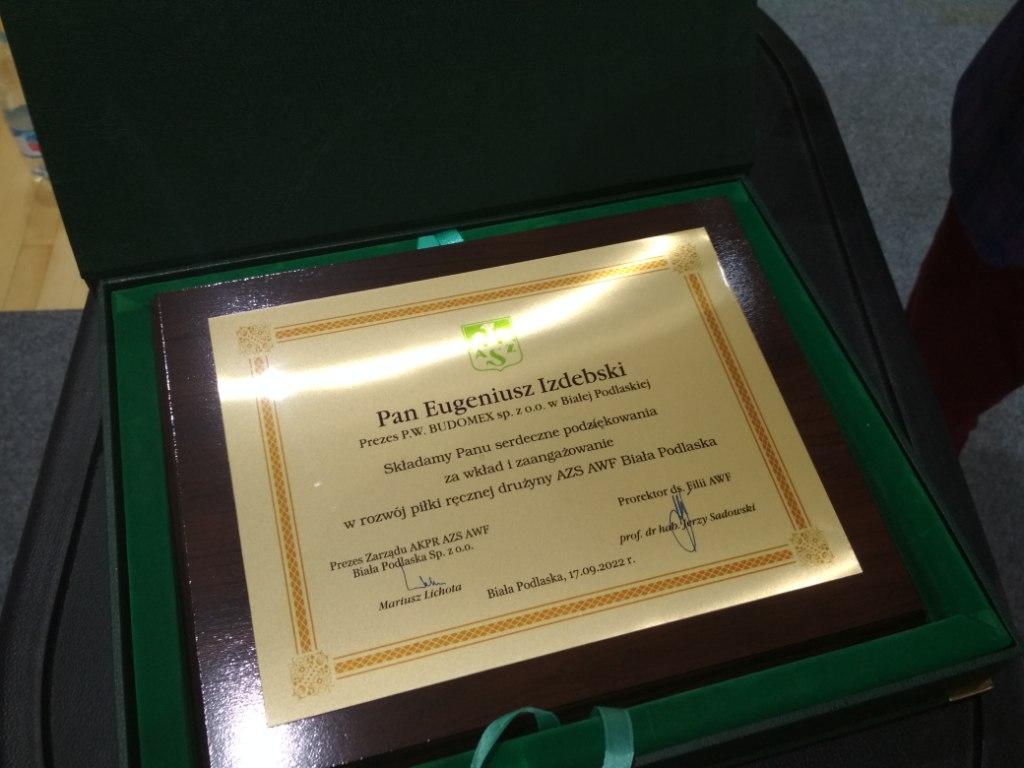 AZS
Pan Eugeniusz Izdebski
Prezes P.W. BUDOMEX sp. z o.o. w Białej Podlaskiej
Składamy Panu serdeczne podziękowania
za wkład i zaangażowanie
w rozwój piłki ręcznej drużyny AZS AWF Biała Podlaska
Prezes Zarządu AKPR AZS AWF
Biała Podlaska Sp. z o.o.
Mariusz Lichota
Prorektor ds. Filii AWF
prof. dr hab. Jerzy Sadowski
Biała Podlaska, 17.09.2022 r.